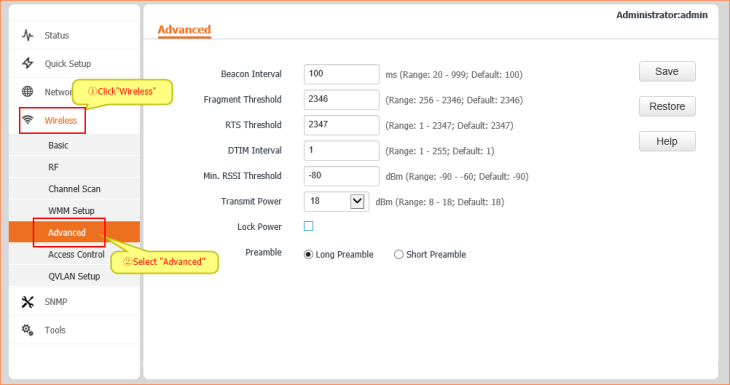 Administrator:admin
Advanced
Status
Quick Setup
Networ
①Click"Wireless"
Wireless
Basic
RF
Channel Scan
WMM Setup
Advanced
Access Control
②Select "Advanced"
QVLAN Setup
SNMP
Tools
Beacon Interval 100 ms (Range: 20 - 999; Default: 100)
Fragment Threshold 2346 (Range: 256 - 2346; Default: 2346)
RTS Threshold 2347 (Range: 1 - 2347; Default: 2347)
DTIM Interval 1 (Range: 1 - 255; Default: 1)
Min. RSSI Threshold -80 dBm (Range: -90 - -60; Default: -90)
Transmit Power 18 dBm (Range: 8 - 18; Default: 18)
Lock Power
Preamble Long Preamble Short Preamble
Save
Restore
Help